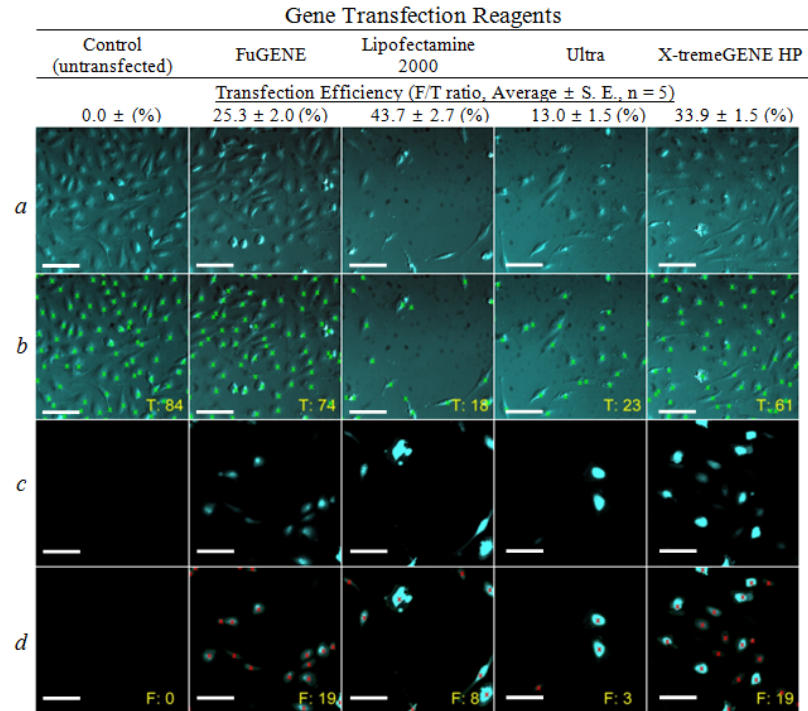 Gene Transfection Reagents
Control (untransfected) FuGENE Lipofectamine 2000 Ultra X-tremeGENE HP
Transfection Efficiency (F/T ratio, Average ± S. E., n = 5)
0.0 ± (%) 25.3 ± 2.0 (%) 43.7 ± 2.7 (%) 13.0 ± 1.5 (%) 33.9 ± 1.5 (%)
a
b
T: 84 T: 74 T: 18 T: 23 T: 61
c
d
F: 0 F: 19 F: 8 F: 3 F: 19